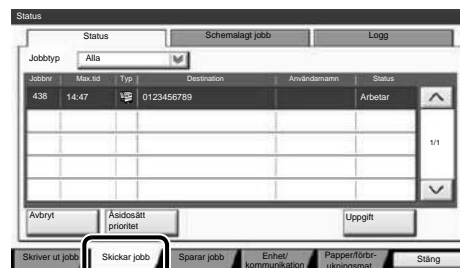 Status
Status Schemalagt jobb Logg
Jobbtyp Alla
Jobbnr Max.tid Typ Destination Användarnamn Status
438 14:47 0123456789 Arbetar
1/1
Avbryt Åsidosätt prioritet Uppgift
Skriver ut jobb Skickar jobb Sparar jobb Enhet/kommunikation Papper/förbr-ukningsmat. Stäng